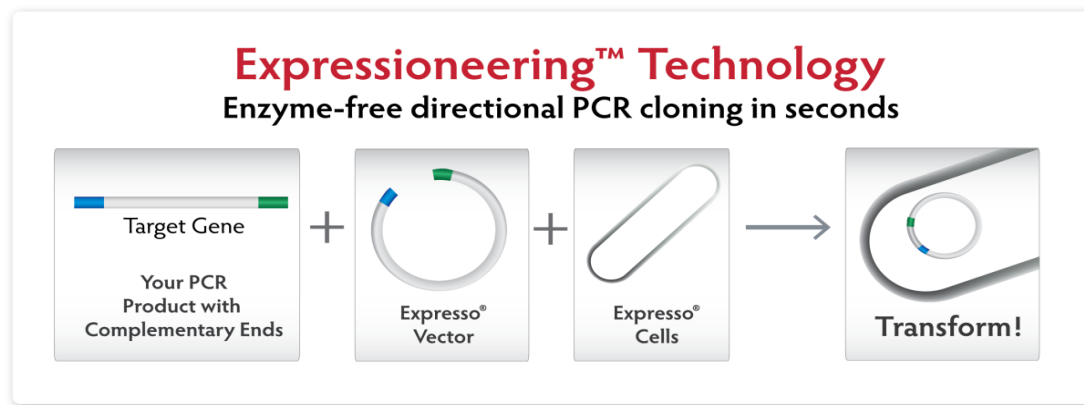 Expressioneering™ Technology
Enzyme-free directional PCR cloning in seconds
Target Gene
Your PCR
Product with
Complementary Ends
+
Expresso®
Vector
+
Expresso®
Cells
Transform!